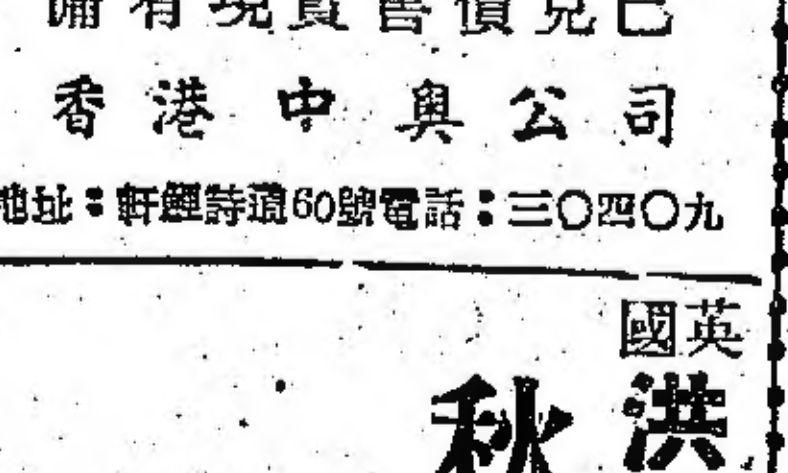 備有現貨售價克己
香港中奧公司
地址：軒鯉詩道60號電話：三〇四〇九
英國
洪
秋